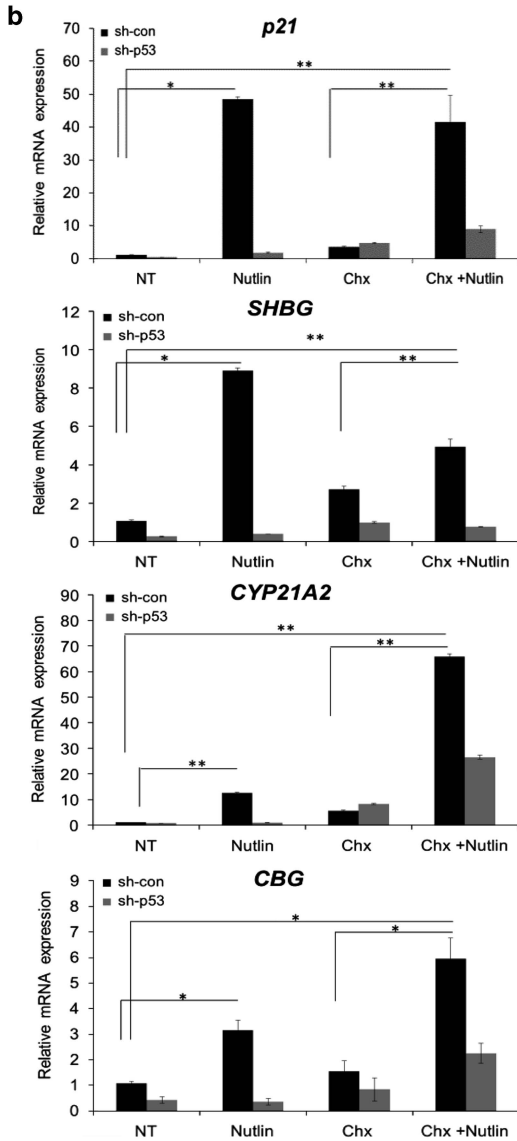 b
p21
sh-con
sh-p53
Relative mRNA expression
70
60
50
40
30
20
10
0
**
*
**
NT Nutlin Chx Chx +Nutlin
SHBG
sh-con
sh-p53
Relative mRNA expression
12
10
8
6
4
2
0
**
*
**
NT Nutlin Chx Chx +Nutlin
CYP21A2
sh-con
sh-p53
Relative mRNA expression
90
80
70
60
50
40
30
20
10
0
**
**
**
NT Nutlin Chx Chx +Nutlin
CBG
sh-con
sh-p53
Relative mRNA expression
9
8
7
6
5
4
3
2
1
0
*
*
*
NT Nutlin Chx Chx +Nutlin